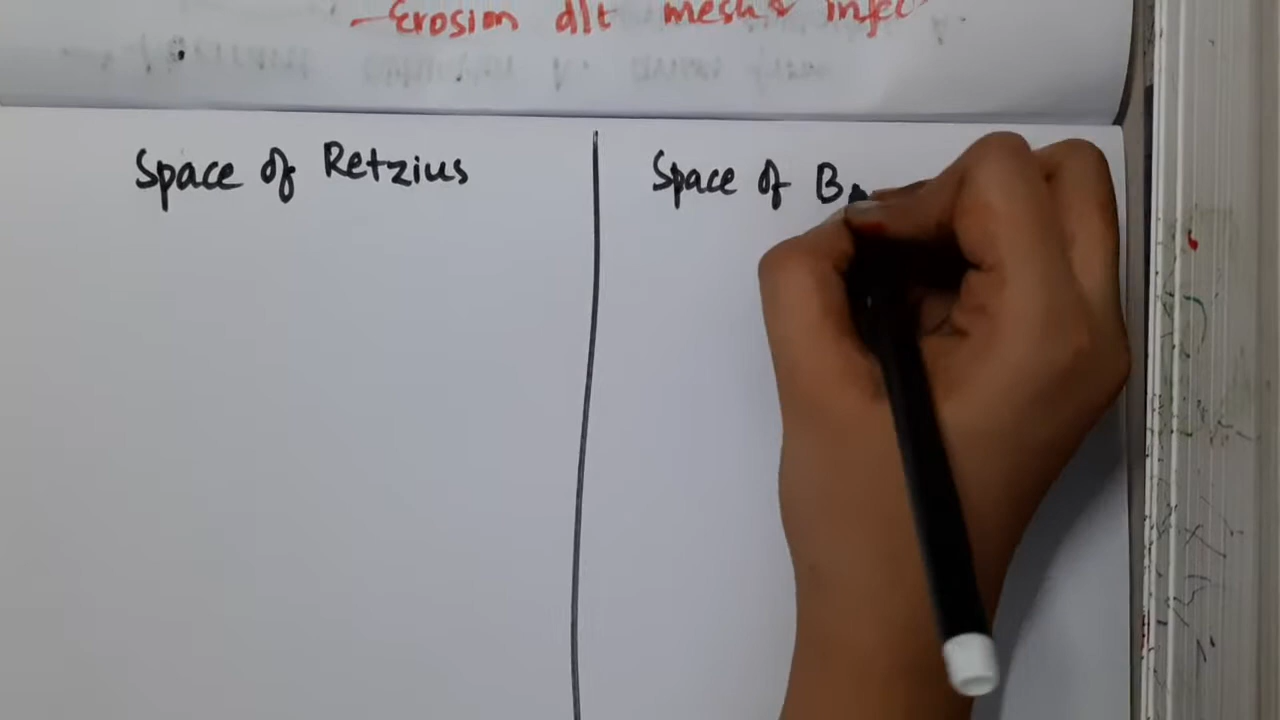 -Erosion d/t mesh & infec
Space of Retzius
Space of B